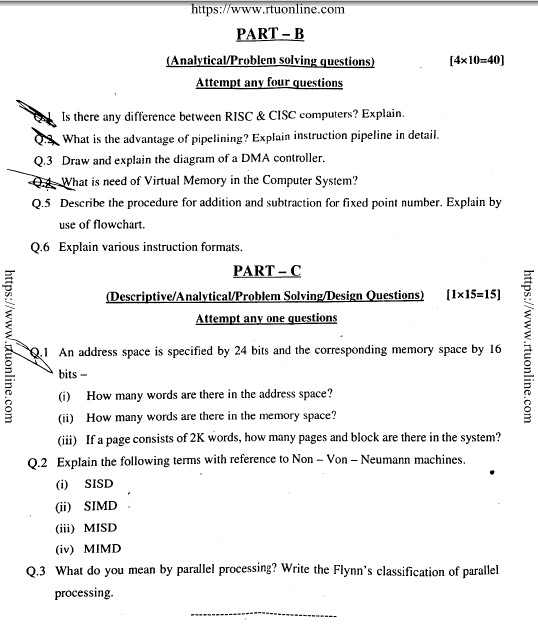 https://www.rtuonline.com
PART – B
(Analytical/Problem solving questions) [4×10=40]
Attempt any four questions
Q.1 Is there any difference between RISC & CISC computers? Explain.
Q.2 What is the advantage of pipelining? Explain instruction pipeline in detail.
Q.3 Draw and explain the diagram of a DMA controller.
Q.4 What is need of Virtual Memory in the Computer System?
Q.5 Describe the procedure for addition and subtraction for fixed point number. Explain by
use of flowchart.
Q.6 Explain various instruction formats.
PART – C
(Descriptive/Analytical/Problem Solving/Design Questions) [1×15=15]
Attempt any one questions
Q.1 An address space is specified by 24 bits and the corresponding memory space by 16
bits –
(i) How many words are there in the address space?
(ii) How many words are there in the memory space?
(iii) If a page consists of 2K words, how many pages and block are there in the system?
Q.2 Explain the following terms with reference to Non – Von – Neumann machines.
(i) SISD
(ii) SIMD
(iii) MISD
(iv) MIMD
Q.3 What do you mean by parallel processing? Write the Flynn's classification of parallel
processing.
https://www.rtuonline.com
https://www.rtuonline.com